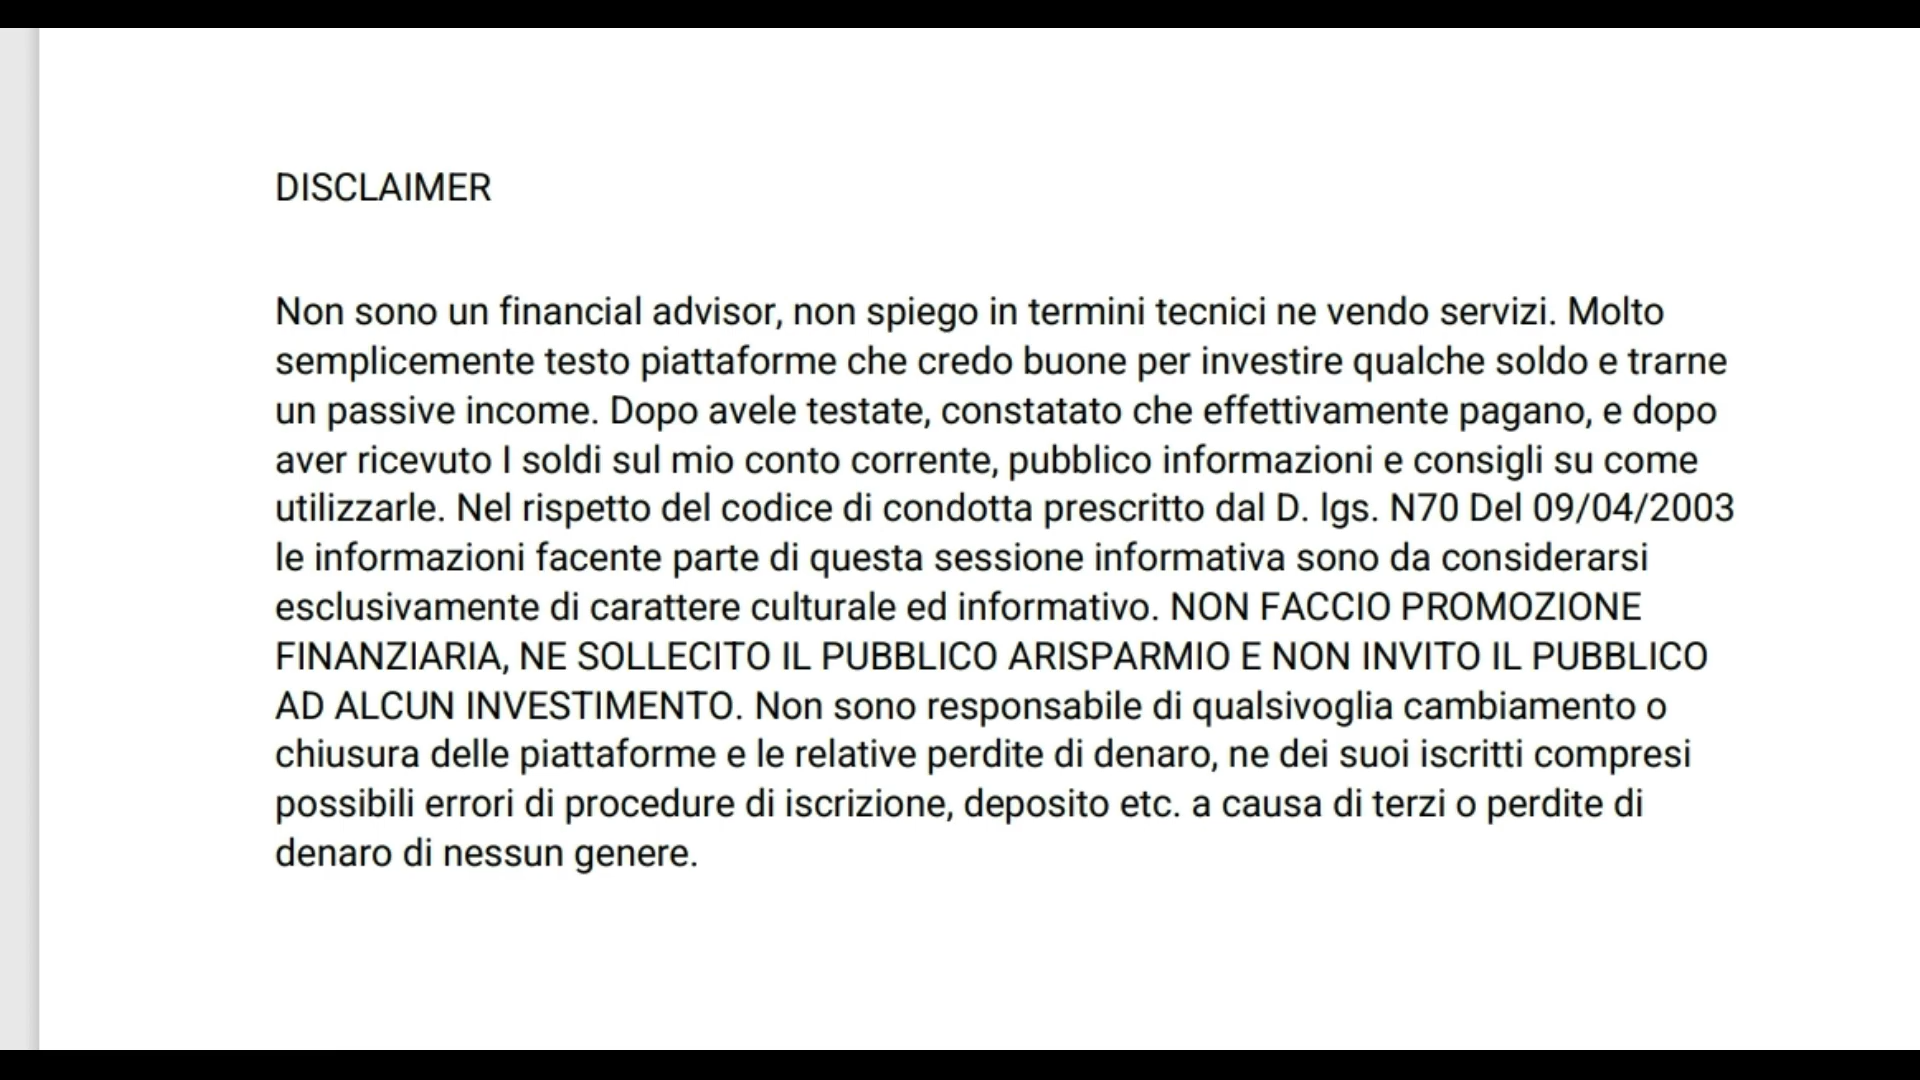 DISCLAIMER
Non sono un financial advisor, non spiego in termini tecnici ne vendo servizi. Molto
semplicemente testo piattaforme che credo buone per investire qualche soldo e trarne
un passive income. Dopo avele testate, constatato che effettivamente pagano, e dopo
aver ricevuto I soldi sul mio conto corrente, pubblico informazioni e consigli su come
utilizzarle. Nel rispetto del codice di condotta prescritto dal D. lgs. N70 Del 09/04/2003
le informazioni facente parte di questa sessione informativa sono da considerarsi
esclusivamente di carattere culturale ed informativo. NON FACCIO PROMOZIONE
FINANZIARIA, NE SOLLECITO IL PUBBLICO ARISPARMIO E NON INVITO IL PUBBLICO
AD ALCUN INVESTIMENTO. Non sono responsabile di qualsivoglia cambiamento o
chiusura delle piattaforme e le relative perdite di denaro, ne dei suoi iscritti compresi
possibili errori di procedure di iscrizione, deposito etc. a causa di terzi o perdite di
denaro di nessun genere.